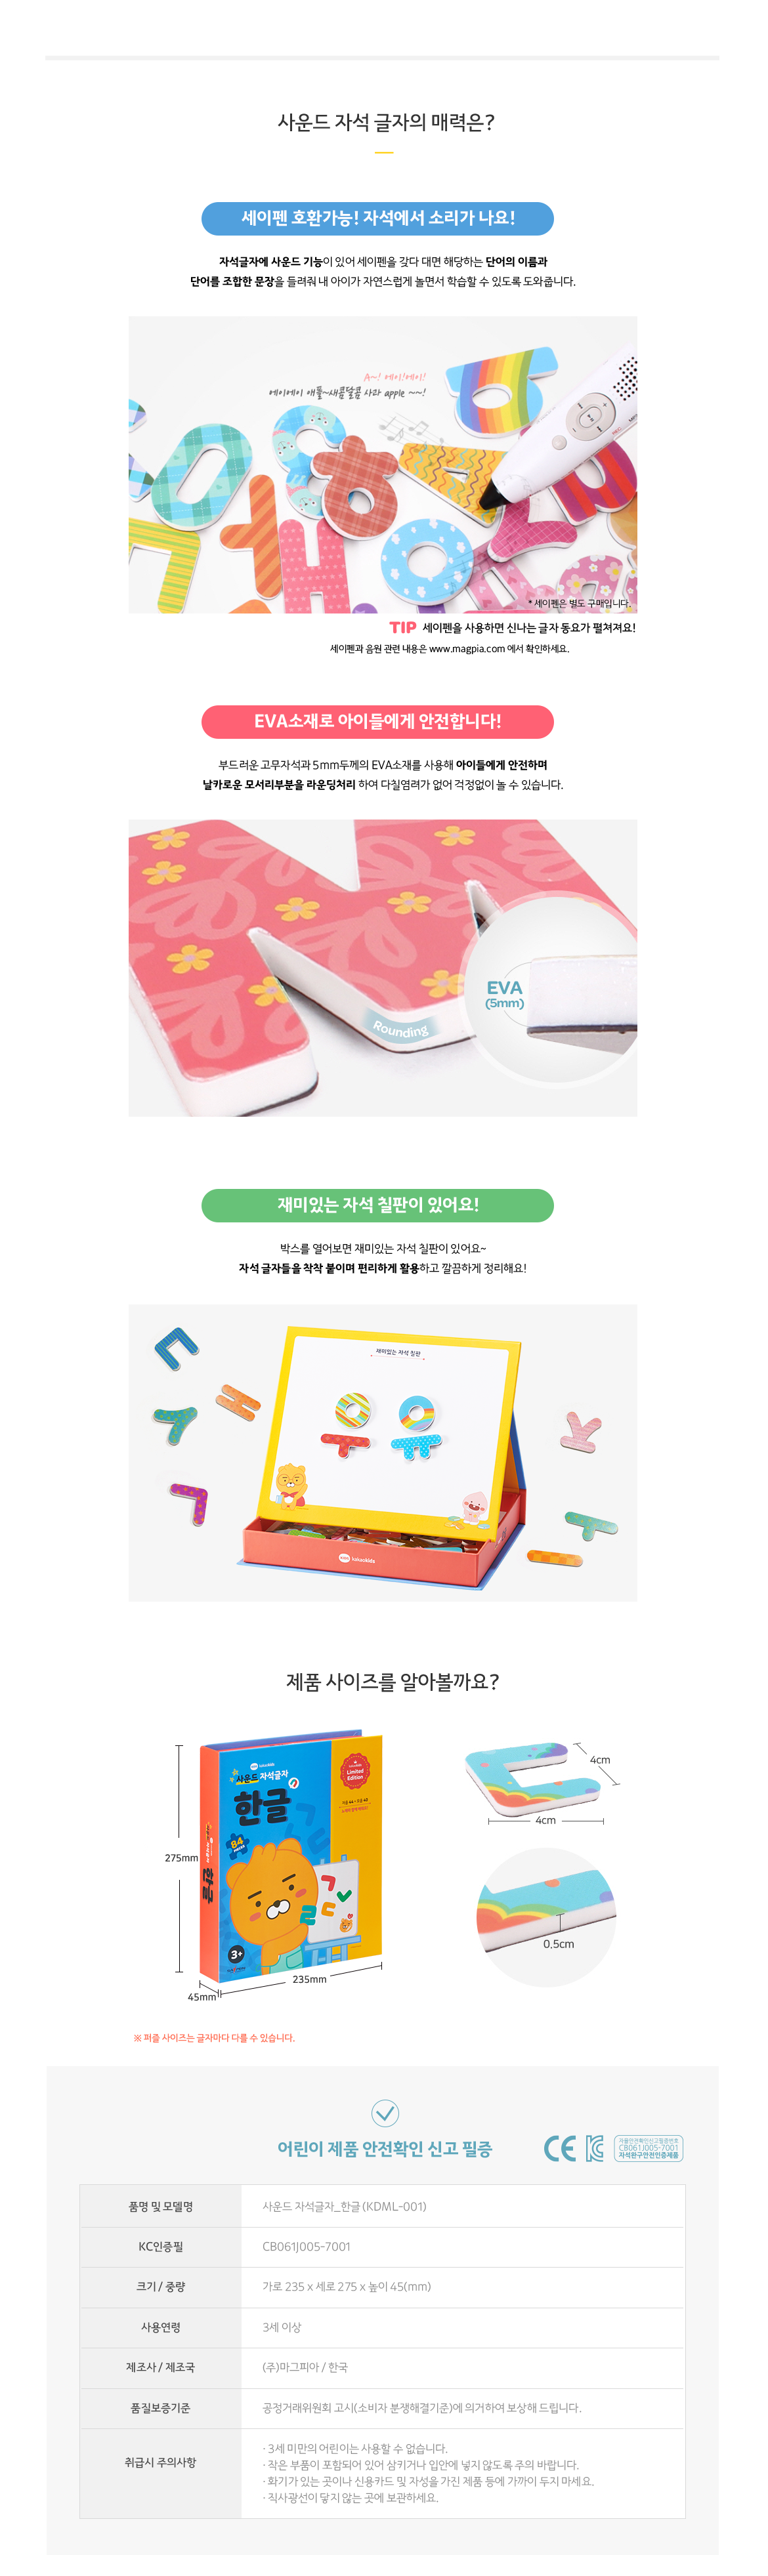 사운드 자석 글자의 매력은?
세이펜 호환가능! 자석에서 소리가 나요!
자석글자에 사운드 기능이 있어 세이펜을 갖다 대면 해당하는 단어의 이름과
단어를 조합한 문장을 들려줘 내 아이가 자연스럽게 놀면서 학습할 수 있도록 도와줍니다.
A~! 에이!에이!
에이에이 애플~새콤달콤 사과 apple ~~!
* 세이펜은 별도 구매입니다.
TIP 세이펜을 사용하면 신나는 글자 동요가 펼쳐져요!
세이펜과 음원 관련 내용은 www.magpia.com 에서 확인하세요.
EVA소재로 아이들에게 안전합니다!
부드러운 고무자석과 5mm두께의 EVA소재를 사용해 아이들에게 안전하며
날카로운 모서리부분을 라운딩처리 하여 다칠염려가 없어 걱정없이 놀 수 있습니다.
EVA
(5mm)
Rounding
재미있는 자석 칠판이 있어요!
박스를 열어보면 재미있는 자석 칠판이 있어요~
자석 글자들을 착착 붙이며 편리하게 활용하고 깔끔하게 정리해요!
재미있는 자석 칠판
우유
kakaokids
제품 사이즈를 알아볼까요?
kakaokids
사운드 자석글자
한글
Limited
Edition
84
3+
275mm
45mm
235mm
4cm
4cm
0.5cm
※ 퍼즐 사이즈는 글자마다 다를 수 있습니다.
어린이 제품 안전확인 신고 필증
CE
자율안전확인신고필증번호
CB061J005-7001
자석완구안전인증제품
품명 및 모델명 사운드 자석글자_한글 (KDML-001)
KC인증필 CB061J005-7001
크기 / 중량 가로 235 x 세로 275 x 높이 45(mm)
사용연령 3세 이상
제조사 / 제조국 (주)마그피아 / 한국
품질보증기준 공정거래위원회 고시(소비자 분쟁해결기준)에 의거하여 보상해 드립니다.
취급시 주의사항
· 3세 미만의 어린이는 사용할 수 없습니다.
· 작은 부품이 포함되어 있어 삼키거나 입안에 넣지 않도록 주의 바랍니다.
· 화기가 있는 곳이나 신용카드 및 자성을 가진 제품 등에 가까이 두지 마세요.
· 직사광선이 닿지 않는 곳에 보관하세요.